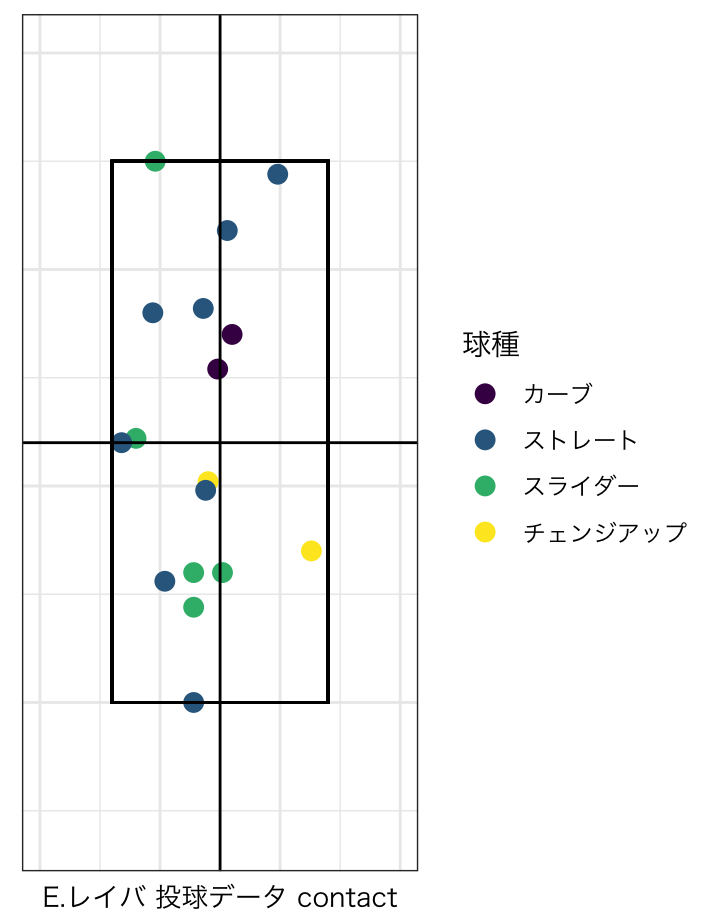 球種
カーブ
ストレート
スライダー
チェンジアップ
E.レイバ 投球データ contact